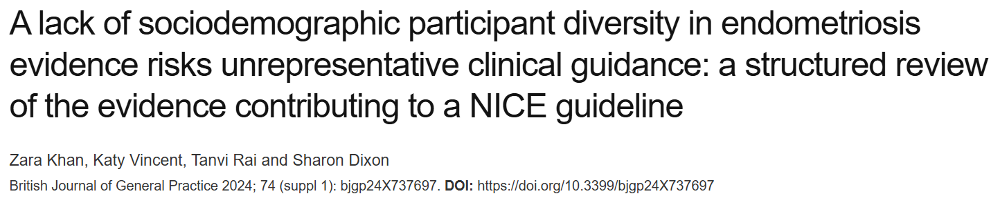 A lack of sociodemographic participant diversity in endometriosis
evidence risks unrepresentative clinical guidance: a structured review
of the evidence contributing to a NICE guideline
Zara Khan, Katy Vincent, Tanvi Rai and Sharon Dixon
British Journal of General Practice 2024; 74 (suppl 1): bjgp24X737697. DOI: https://doi.org/10.3399/bjgp24X737697